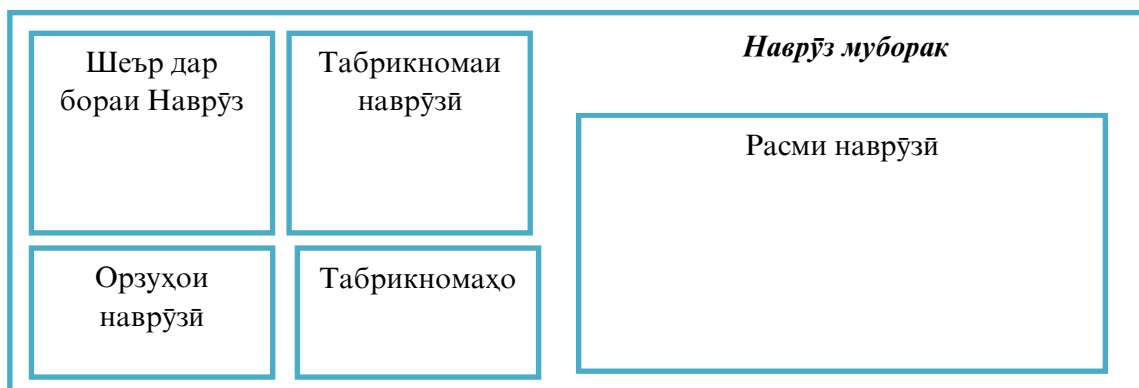 Шеър дар
бораи Наврӯз
Табрикномаи
наврӯзӣ
Наврӯз муборак
Расми наврӯзӣ
Орзуҳои
наврӯзӣ
Табрикномаҳо